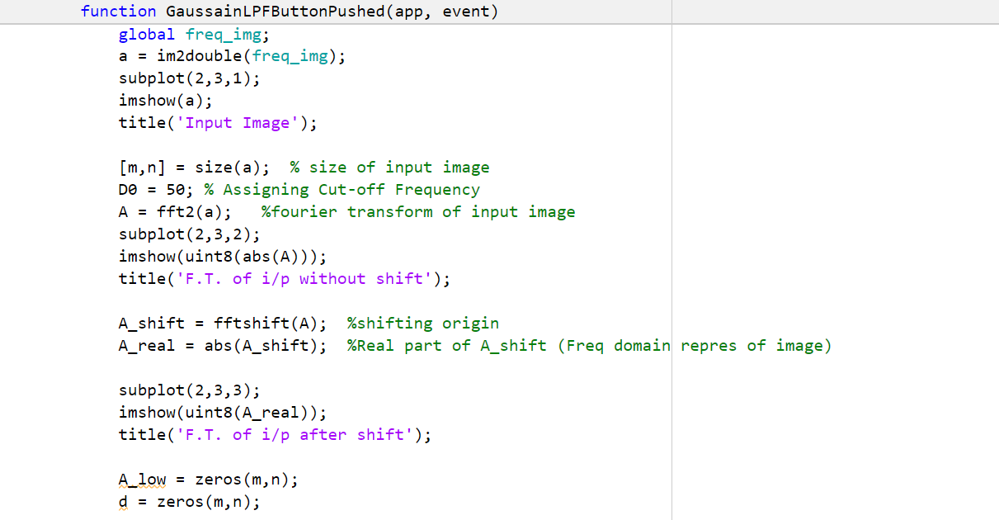 function GaussainLPFButtonPushed(app, event)
global freq_img;
a = im2double(freq_img);
subplot(2,3,1);
imshow(a);
title('Input Image');
[m,n] = size(a);  % size of input image
D0 = 50; % Assigning Cut-off Frequency
A = fft2(a);   %fourier transform of input image
subplot(2,3,2);
imshow(uint8(abs(A)));
title('F.T. of i/p without shift');
A_shift = fftshift(A);  %shifting origin
A_real = abs(A_shift);  %Real part of A_shift (Freq domain repres of image)
subplot(2,3,3);
imshow(uint8(A_real));
title('F.T. of i/p after shift');
A_low = zeros(m,n);
d = zeros(m,n);